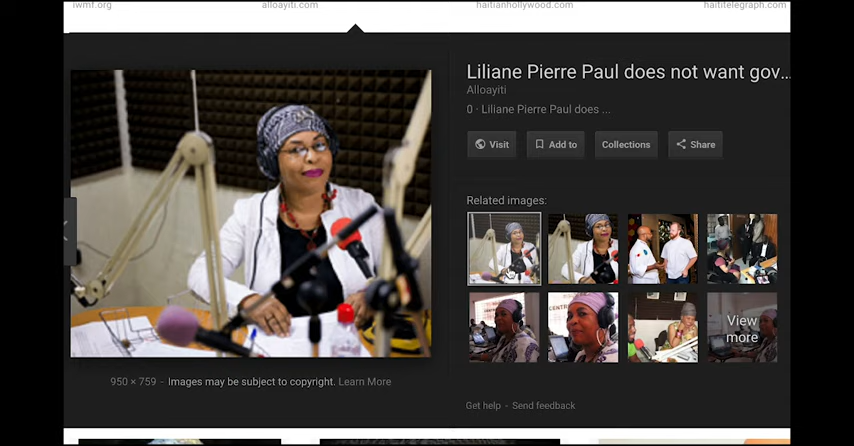 iwmf.org
alloayiti.com
haitianhollywood.com
haititelegraph.com
Liliane Pierre Paul does not want gov...
Alloayiti
0 · Liliane Pierre Paul does ...
Visit
Add to
Collections
Share
Related images:
View
more
950 × 759 - Images may be subject to copyright. Learn More
Get help - Send feedback